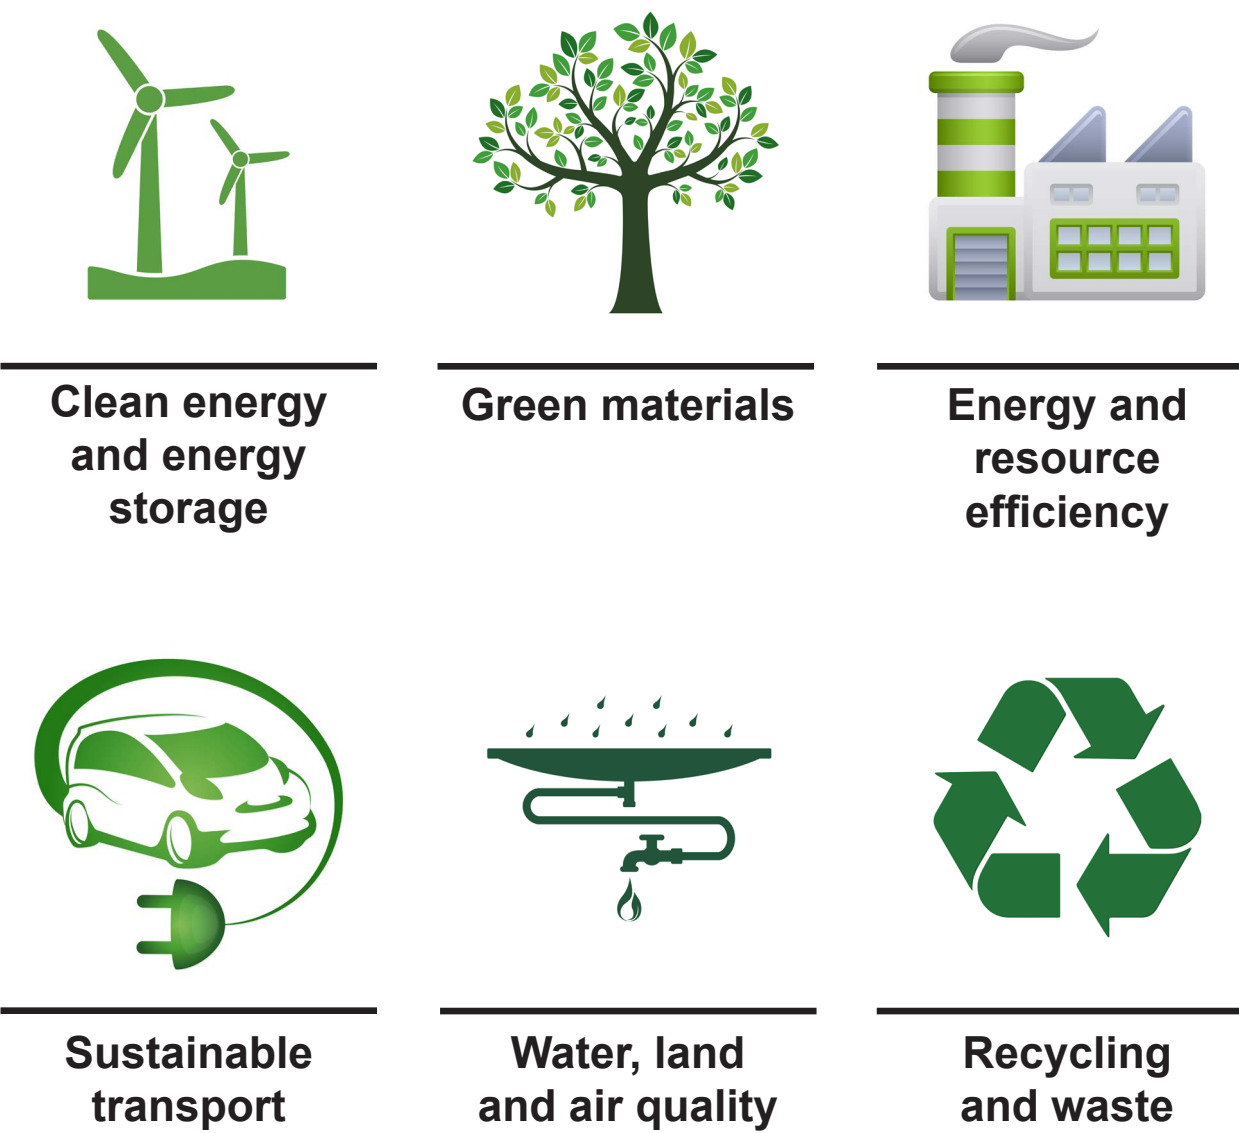 Clean energy
and energy
storage
Green materials
Energy and
resource
efficiency
Sustainable
transport
Water, land
and air quality
Recycling
and waste